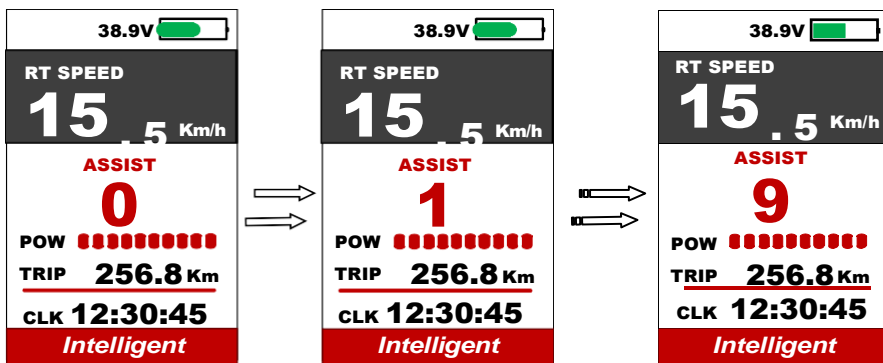 38.9V
RT SPEED
15.5 Km/h
ASSIST
0
POW
TRIP 256.8 Km
CLK 12:30:45
Intelligent
38.9V
RT SPEED
15.5 Km/h
ASSIST
1
POW
TRIP 256.8 Km
CLK 12:30:45
Intelligent
38.9V
RT SPEED
15.5 Km/h
ASSIST
9
POW
TRIP 256.8 Km
CLK 12:30:45
Intelligent